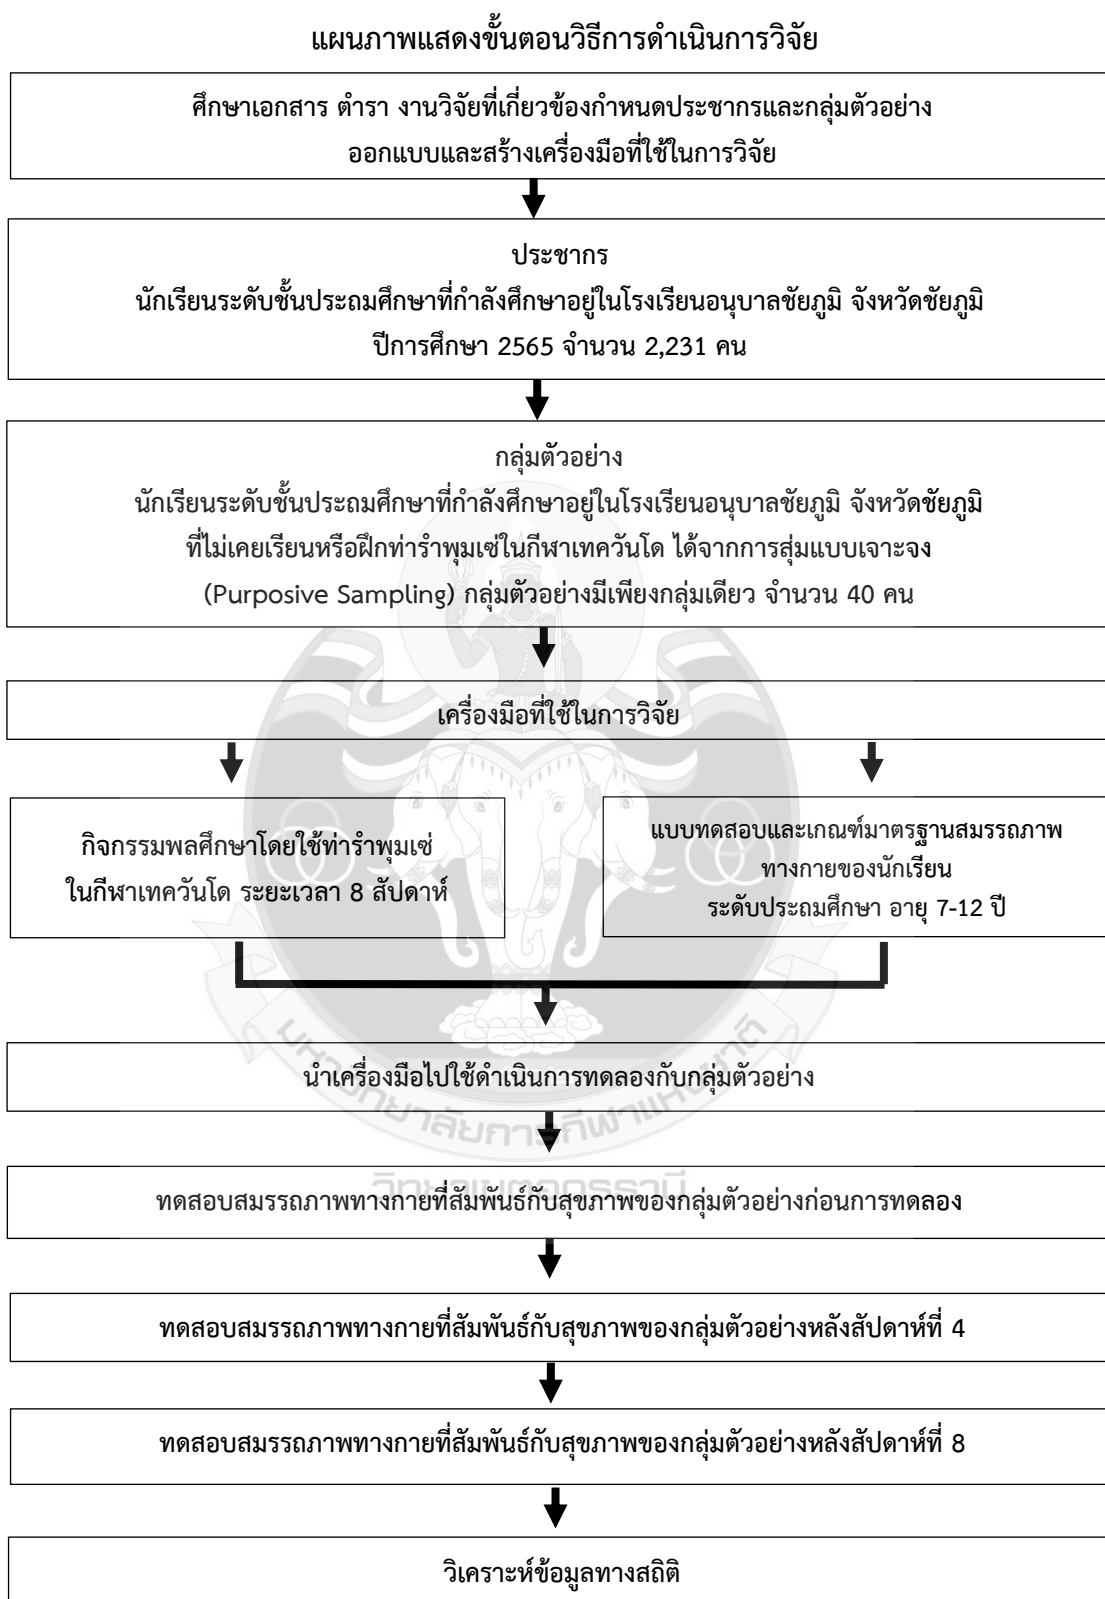 แผนภาพแสดงขั้นตอนวิธีการดำเนินการวิจัย
ศึกษาเอกสาร ตำรา งานวิจัยที่เกี่ยวข้องกำหนดประชากรและกลุ่มตัวอย่าง
ออกแบบและสร้างเครื่องมือที่ใช้ในการวิจัย
ประชากร
นักเรียนระดับชั้นประถมศึกษาที่กำลังศึกษาอยู่ในโรงเรียนอนุบาลชัยภูมิ จังหวัดชัยภูมิ
ปีการศึกษา 2565 จำนวน 2,231 คน
กลุ่มตัวอย่าง
นักเรียนระดับชั้นประถมศึกษาที่กำลังศึกษาอยู่ในโรงเรียนอนุบาลชัยภูมิ จังหวัดชัยภูมิ
ที่ไม่เคยเรียนหรือฝึกท่ารำพุมเซ่ในกีฬาเทควันโด ได้จากการสุ่มแบบเจาะจง
(Purposive Sampling) กลุ่มตัวอย่างมีเพียงกลุ่มเดียว จำนวน 40 คน
เครื่องมือที่ใช้ในการวิจัย
กิจกรรมพลศึกษาโดยใช้ท่ารำพุมเซ่
ในกีฬาเทควันโด ระยะเวลา 8 สัปดาห์
แบบทดสอบและเกณฑ์มาตรฐานสมรรถภาพ
ทางกายของนักเรียน
ระดับประถมศึกษา อายุ 7-12 ปี
นำเครื่องมือไปใช้ดำเนินการทดลองกับกลุ่มตัวอย่าง
มหาวิทยาลัยการกีฬาแห่งชาติ
วิทยาเขตอุดรธานี
ทดสอบสมรรถภาพทางกายที่สัมพันธ์กับสุขภาพของกลุ่มตัวอย่างก่อนการทดลอง
ทดสอบสมรรถภาพทางกายที่สัมพันธ์กับสุขภาพของกลุ่มตัวอย่างหลังสัปดาห์ที่ 4
ทดสอบสมรรถภาพทางกายที่สัมพันธ์กับสุขภาพของกลุ่มตัวอย่างหลังสัปดาห์ที่ 8
วิเคราะห์ข้อมูลทางสถิติ